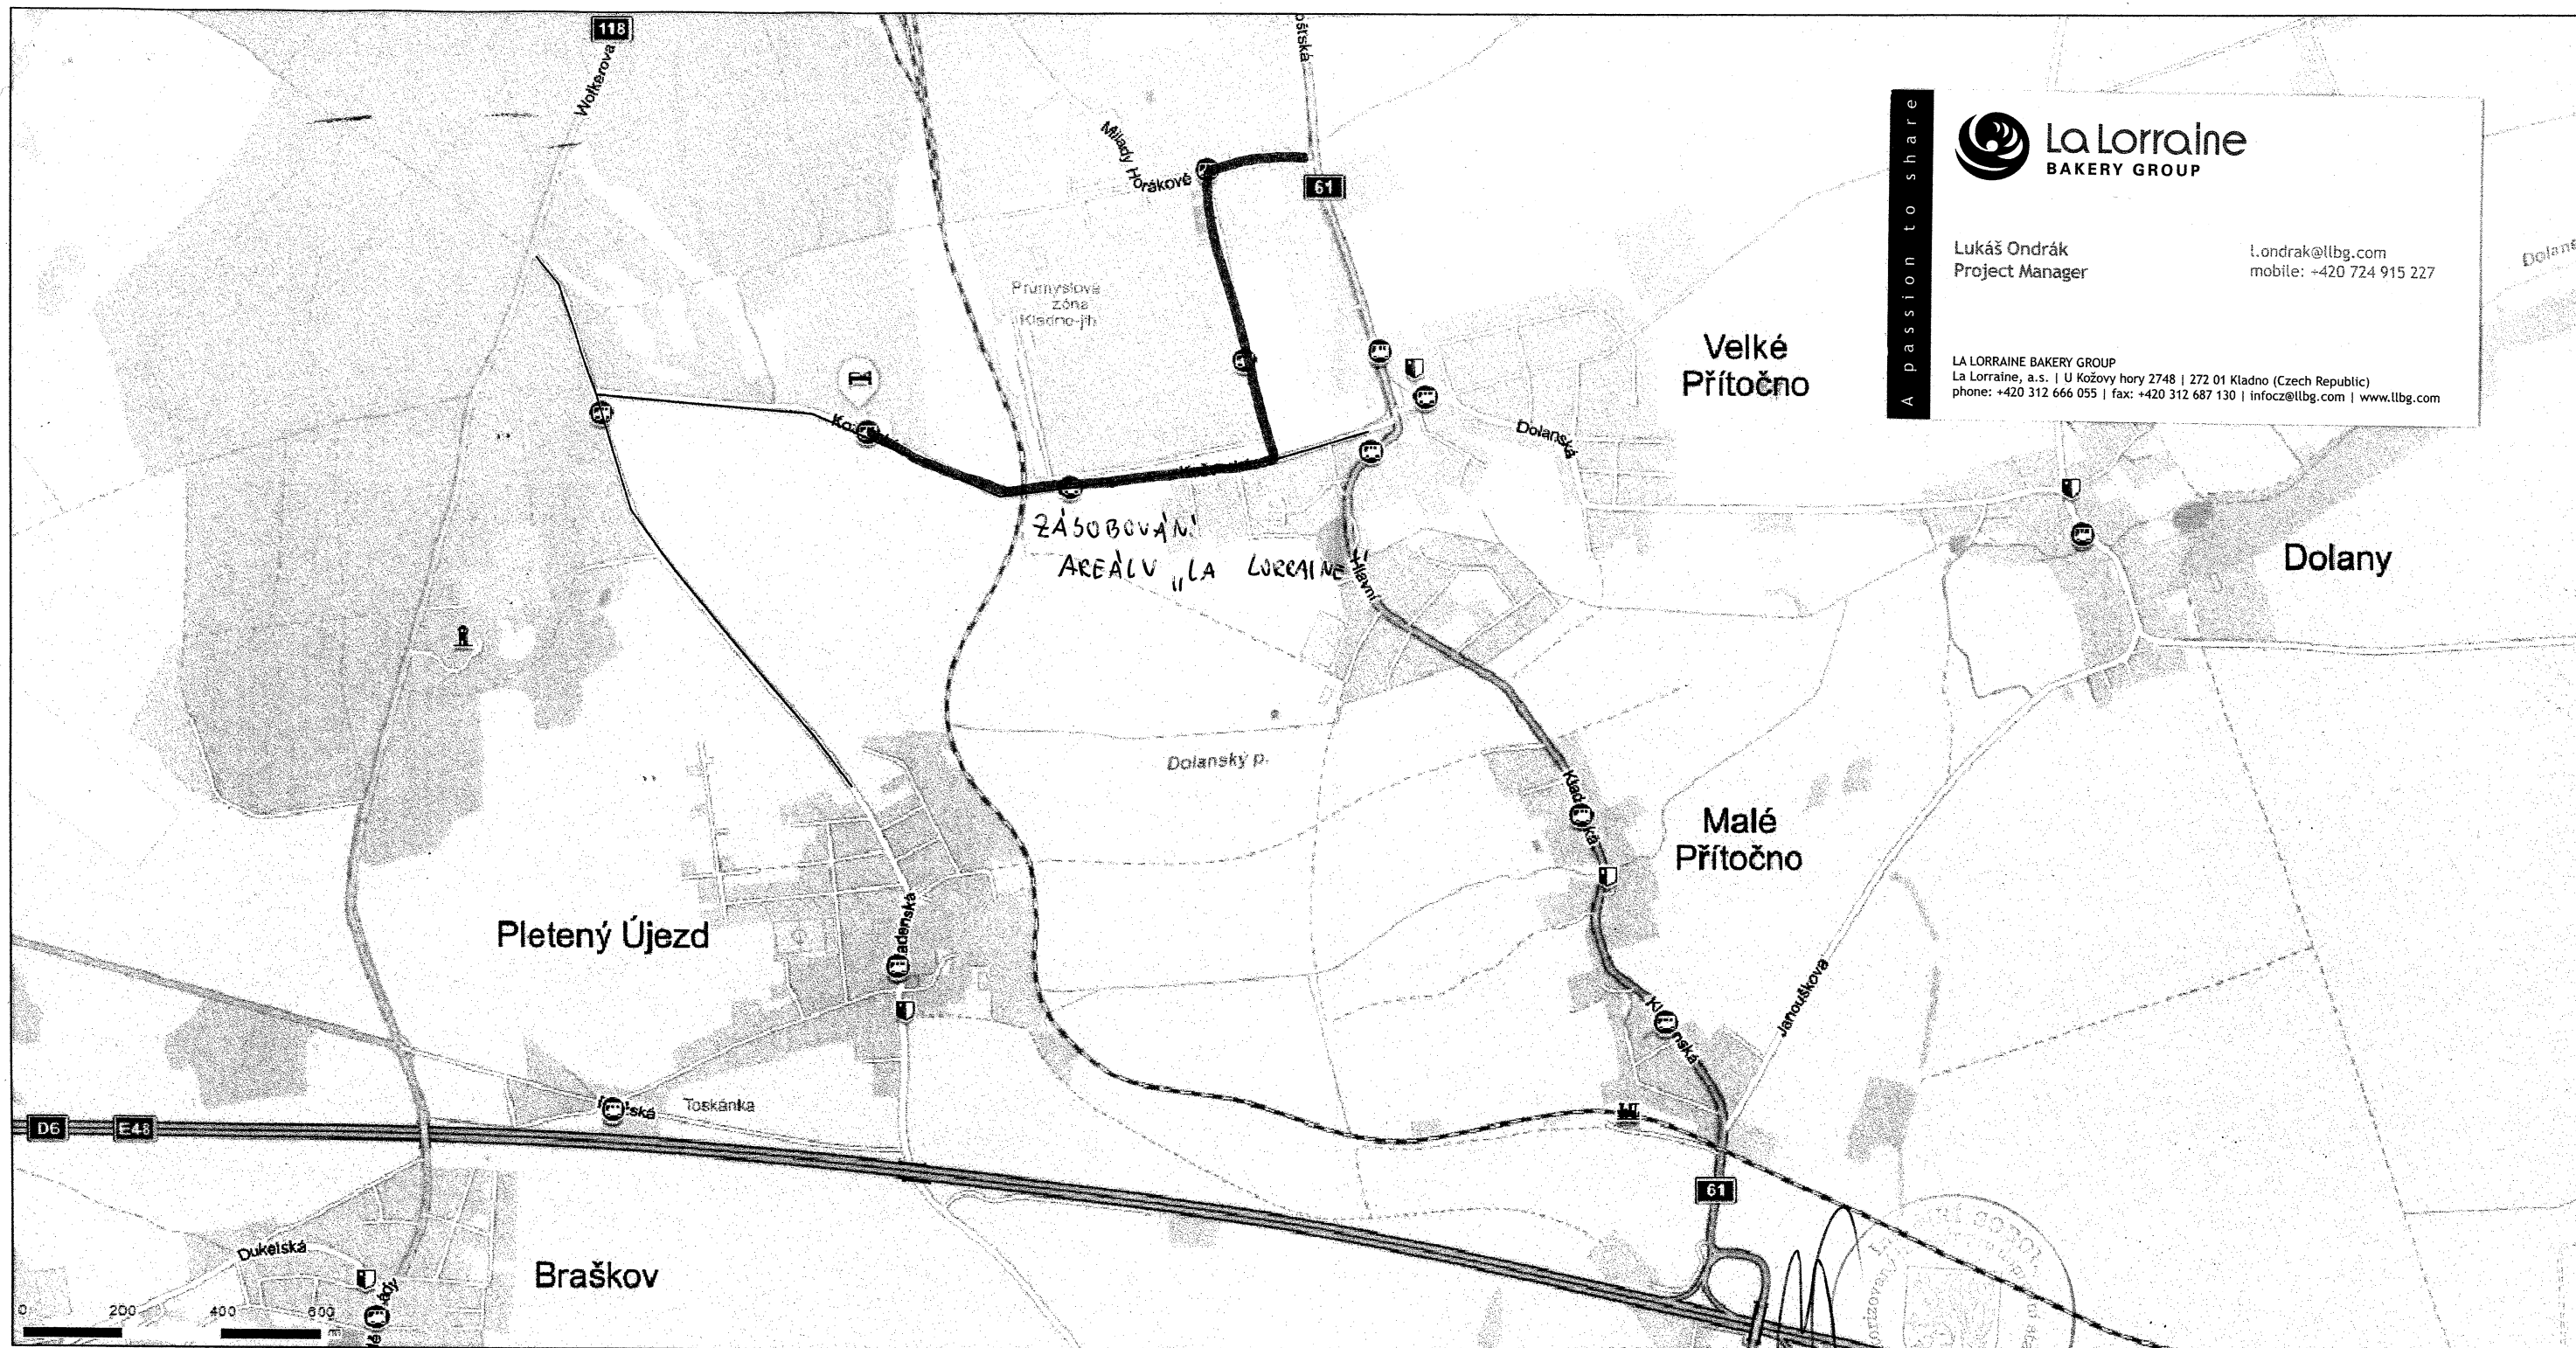 118
Wolkerova
Milady Horákové
61
Průmyslová
zóna
Kladno-jih
A passion to share
La Lorraine
BAKERY GROUP
Lukáš Ondrák
Project Manager
l.ondrak@llbg.com
mobile: +420 724 915 227
LA LORRAINE BAKERY GROUP
La Lorraine, a.s. | U Kožovy hory 2748 | 272 01 Kladno (Czech Republic)
phone: +420 312 666 055 | fax: +420 312 687 130 | infocz@llbg.com | www.llbg.com
Velké
Přítočno
Dolanská
ZÁSOBOVÁNÍ
AREÁLU „LA LORRAINE
Hlavní
Dolany
Dolanský p.
Malé
Přítočno
Pletený Újezd
Janouškova
Toskánka
D6
E48
61
Dukelská
Braškov
0 200 400 600 m